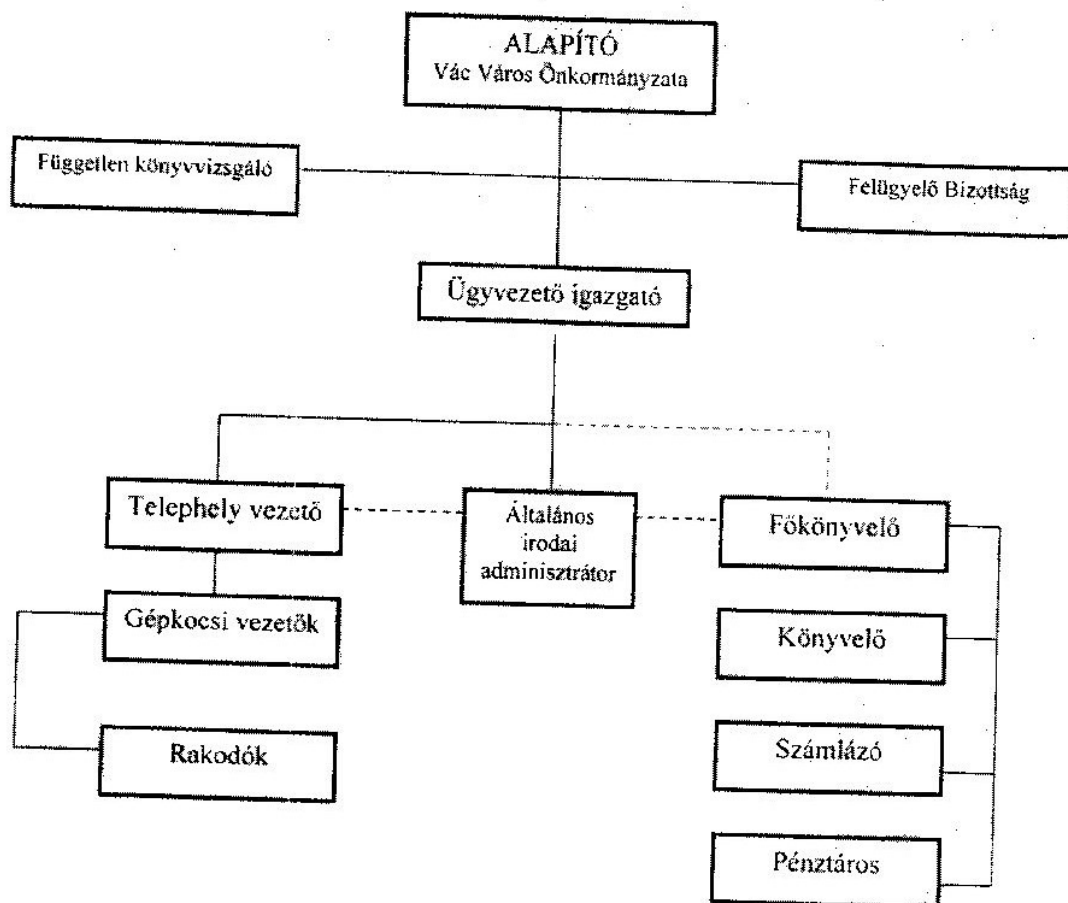 ALAPÍTÓ
Vác Város Önkormányzata
Független könyvvizsgáló
Felügyelő Bizottság
Ügyvezető igazgató
Telephely vezető
Általános
irodai
adminisztrátor
Főkönyvelő
Gépkocsi vezetők
Könyvelő
Rakodók
Számlázó
Pénztáros